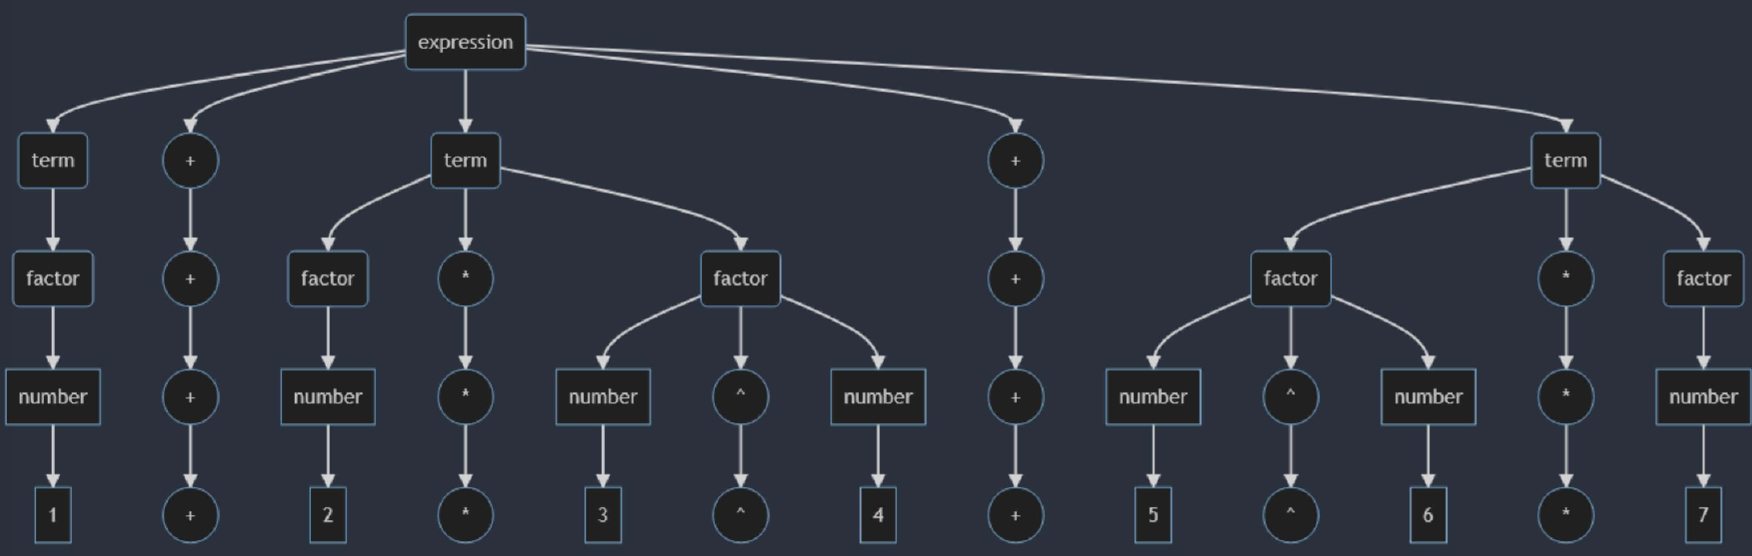 expression
term + term + term
factor + factor * factor + factor * factor
number + number * number ^ number + number ^ number * number
1 + 2 * 3 ^ 4 + 5 ^ 6 * 7